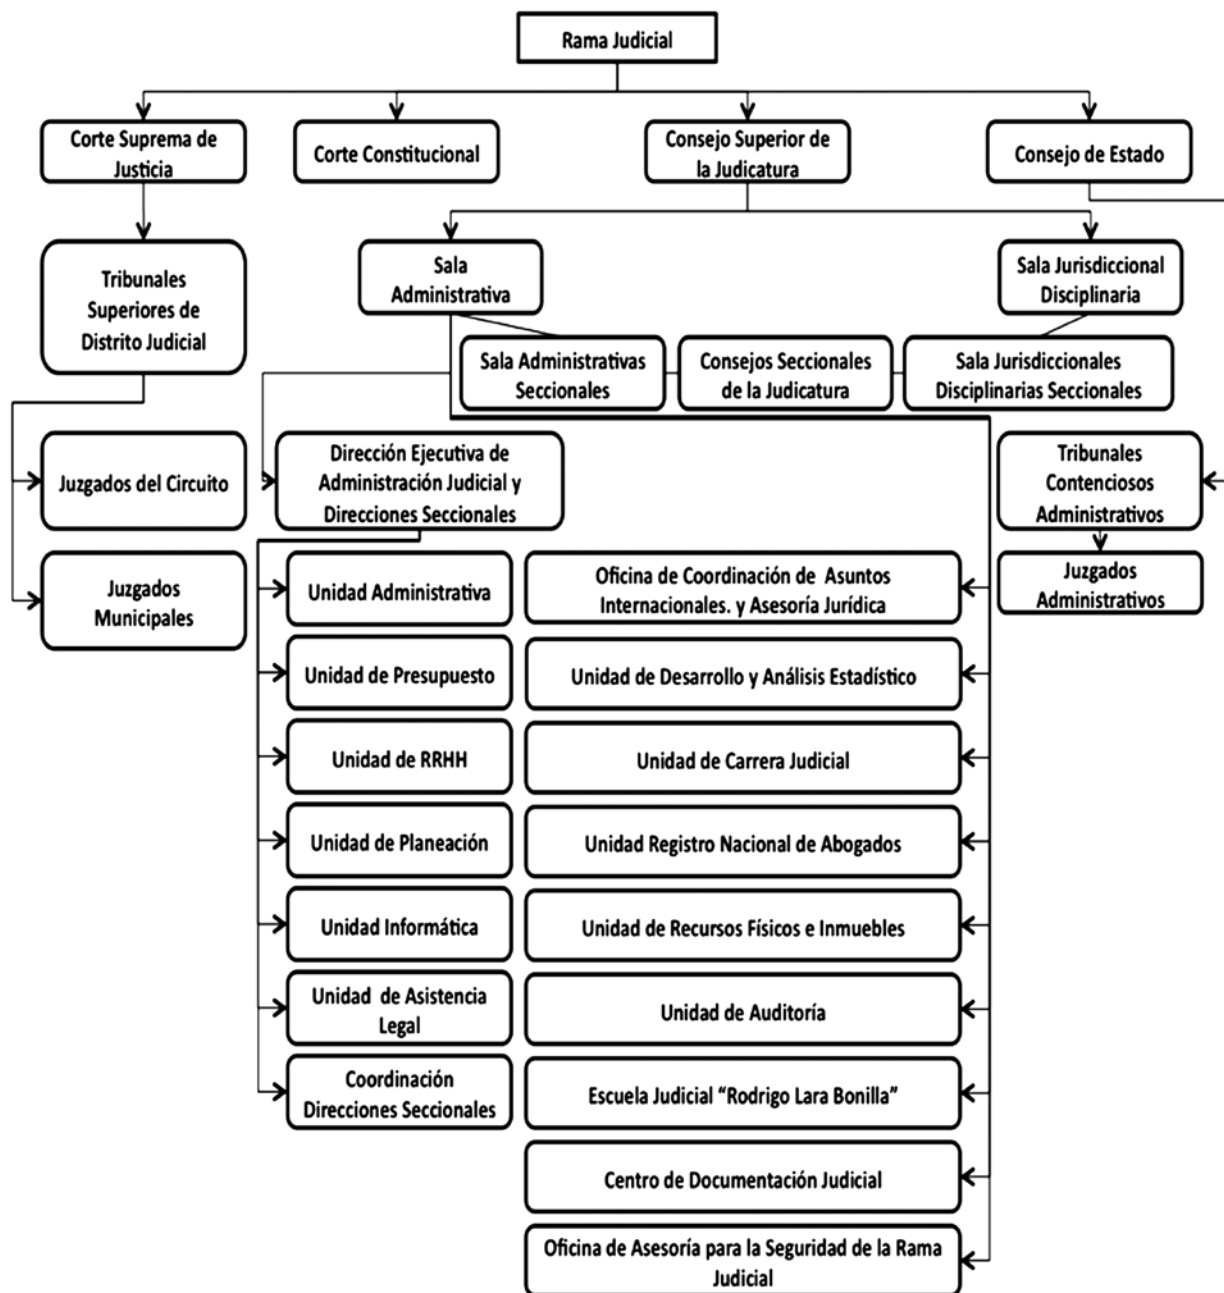 Rama Judicial
Corte Suprema de
Justicia
Corte Constitucional
Consejo Superior de
la Judicatura
Consejo de Estado
Tribunales
Superiores de
Distrito Judicial
Sala
Administrativa
Sala Jurisdiccional
Disciplinaria
Sala Administrativas
Seccionales
Consejos Seccionales
de la Judicatura
Sala Jurisdiccionales
Disciplinarias Seccionales
Juzgados del Circuito
Dirección Ejecutiva de
Administración Judicial y
Direcciones Seccionales
Tribunales
Contenciosos
Administrativos
Juzgados
Municipales
Unidad Administrativa
Oficina de Coordinación de Asuntos
Internacionales. y Asesoría Jurídica
Juzgados
Administrativos
Unidad de Presupuesto
Unidad de Desarrollo y Análisis Estadístico
Unidad de RRHH
Unidad de Carrera Judicial
Unidad de Planeación
Unidad Registro Nacional de Abogados
Unidad Informática
Unidad de Recursos Físicos e Inmuebles
Unidad de Asistencia
Legal
Unidad de Auditoría
Coordinación
Direcciones Seccionales
Escuela Judicial “Rodrigo Lara Bonilla”
Centro de Documentación Judicial
Oficina de Asesoría para la Seguridad de la Rama
Judicial